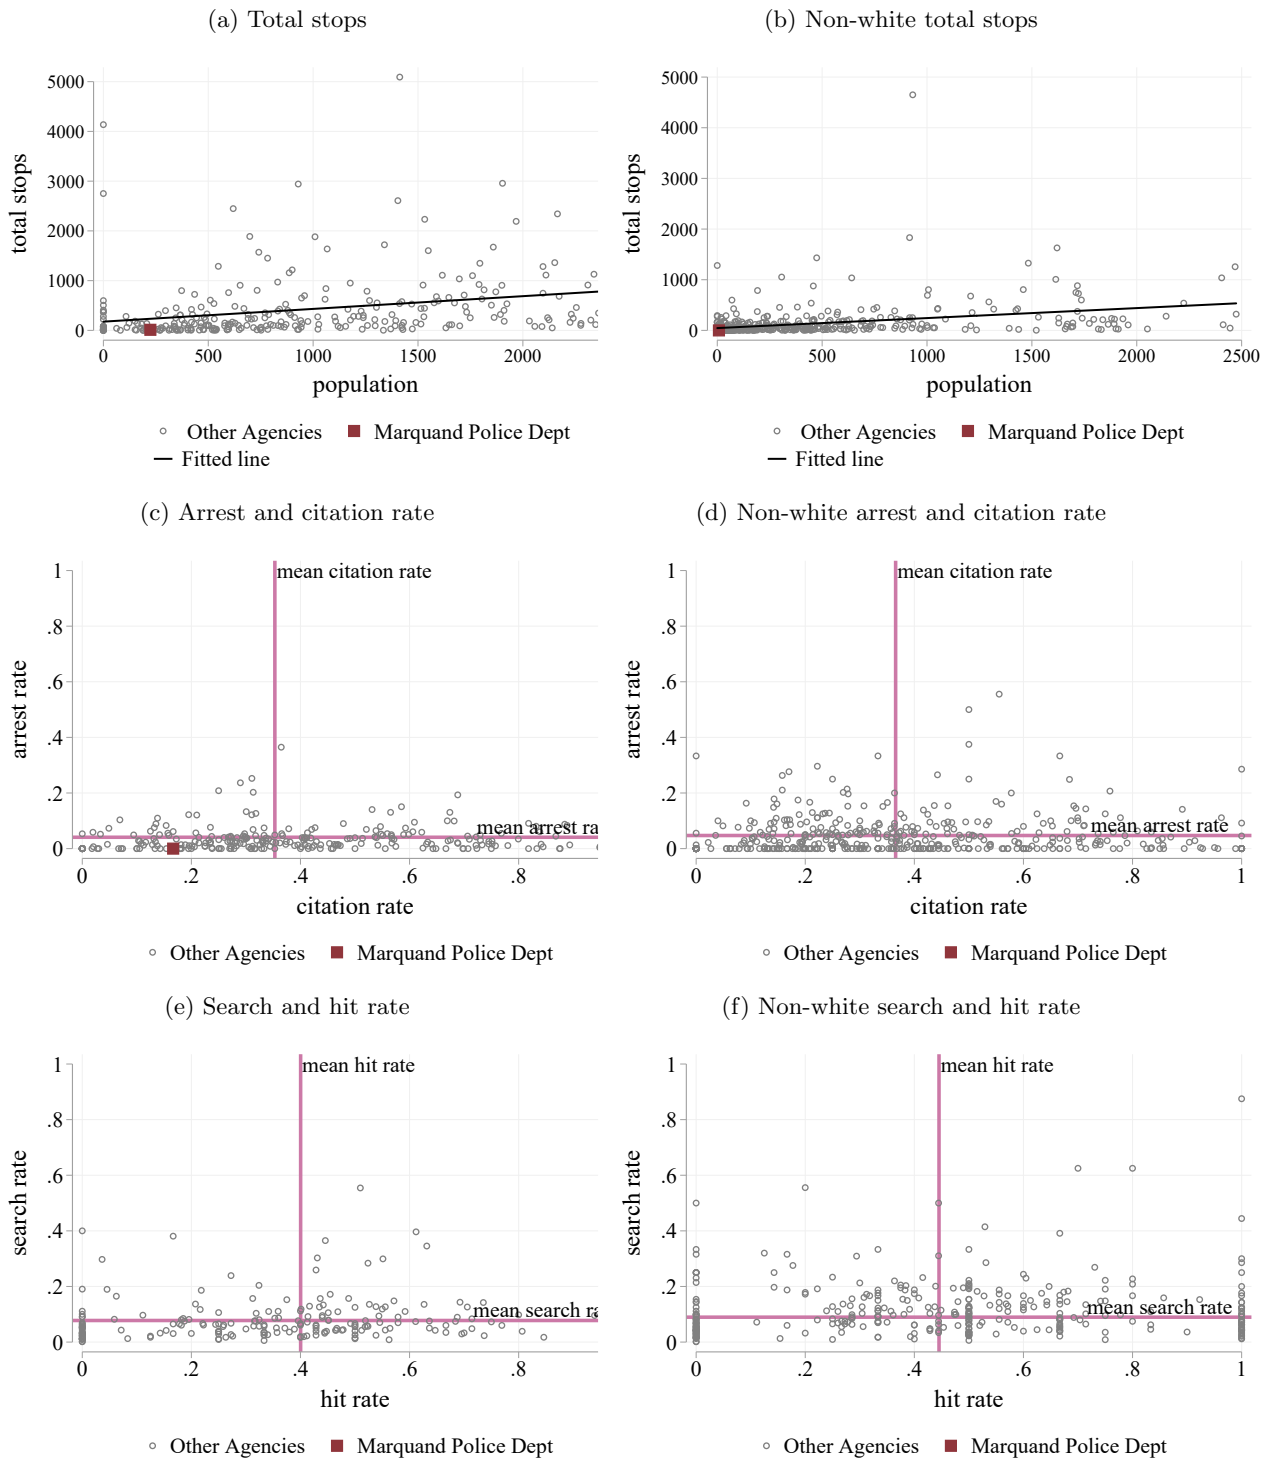 (a) Total stops
(b) Non-white total stops
5000
4000
3000
2000
1000
0
total stops
0 500 1000 1500 2000
population
Other Agencies Marquand Police Dept
Fitted line
5000
4000
3000
2000
1000
0
total stops
0 500 1000 1500 2000 2500
population
Other Agencies Marquand Police Dept
Fitted line
(c) Arrest and citation rate
(d) Non-white arrest and citation rate
1
.8
.6
.4
.2
0
arrest rate
mean citation rate
mean arrest ra
0 .2 .4 .6 .8
citation rate
Other Agencies Marquand Police Dept
1
.8
.6
.4
.2
0
arrest rate
mean citation rate
mean arrest rate
0 .2 .4 .6 .8 1
citation rate
Other Agencies Marquand Police Dept
(e) Search and hit rate
(f) Non-white search and hit rate
1
.8
.6
.4
.2
0
search rate
mean hit rate
mean search ra
0 .2 .4 .6 .8
hit rate
Other Agencies Marquand Police Dept
1
.8
.6
.4
.2
0
search rate
mean hit rate
mean search rate
0 .2 .4 .6 .8 1
hit rate
Other Agencies Marquand Police Dept